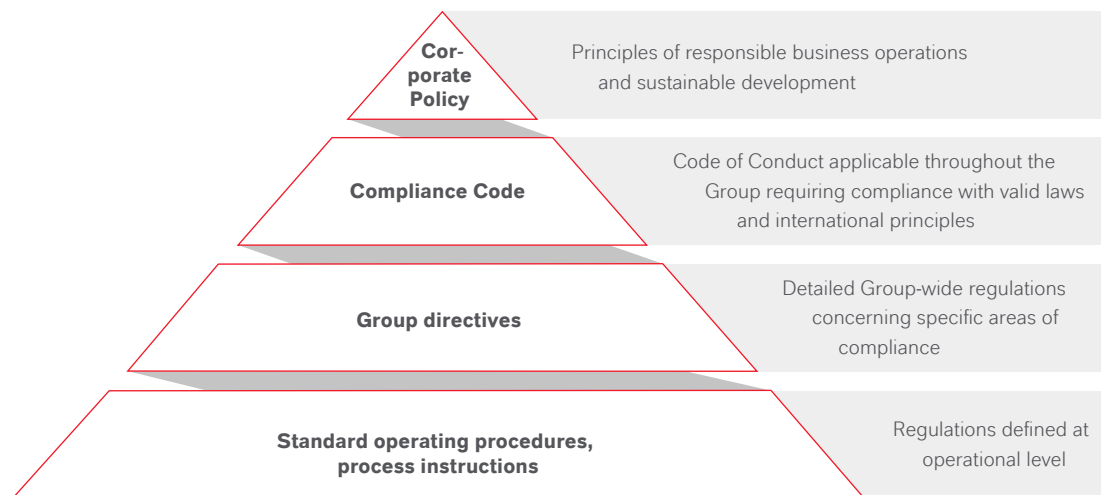 Cor-
porate
Policy
Principles of responsible business operations
and sustainable development
Compliance Code
Code of Conduct applicable throughout the
Group requiring compliance with valid laws
and international principles
Group directives
Detailed Group-wide regulations
concerning specific areas of
compliance
Standard operating procedures,
process instructions
Regulations defined at
operational level